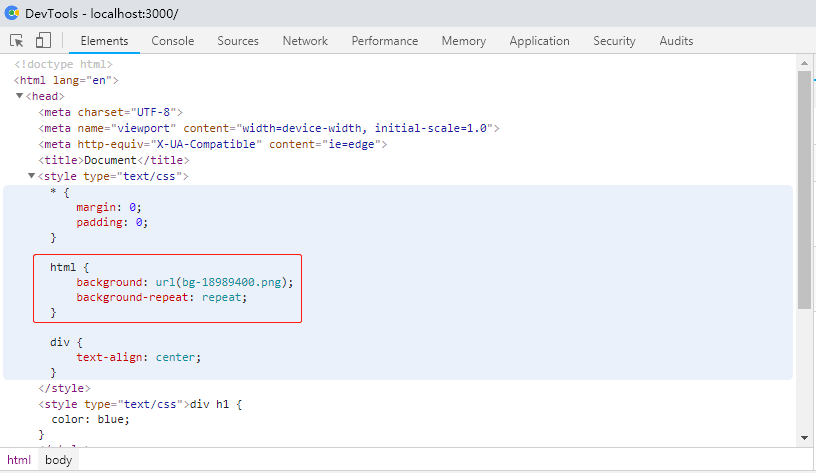 DevTools - localhost:3000/
Elements Console Sources Network Performance Memory Application Security Audits
<!doctype html>
<html lang="en">
<head>
<meta charset="UTF-8">
<meta name="viewport" content="width=device-width, initial-scale=1.0">
<meta http-equiv="X-UA-Compatible" content="ie=edge">
<title>Document</title>
<style type="text/css">
* {
margin: 0;
padding: 0;
}
html {
background: url(bg-18989400.png);
background-repeat: repeat;
}
div {
text-align: center;
}
</style>
<style type="text/css">div h1 {
color: blue;
}
html body